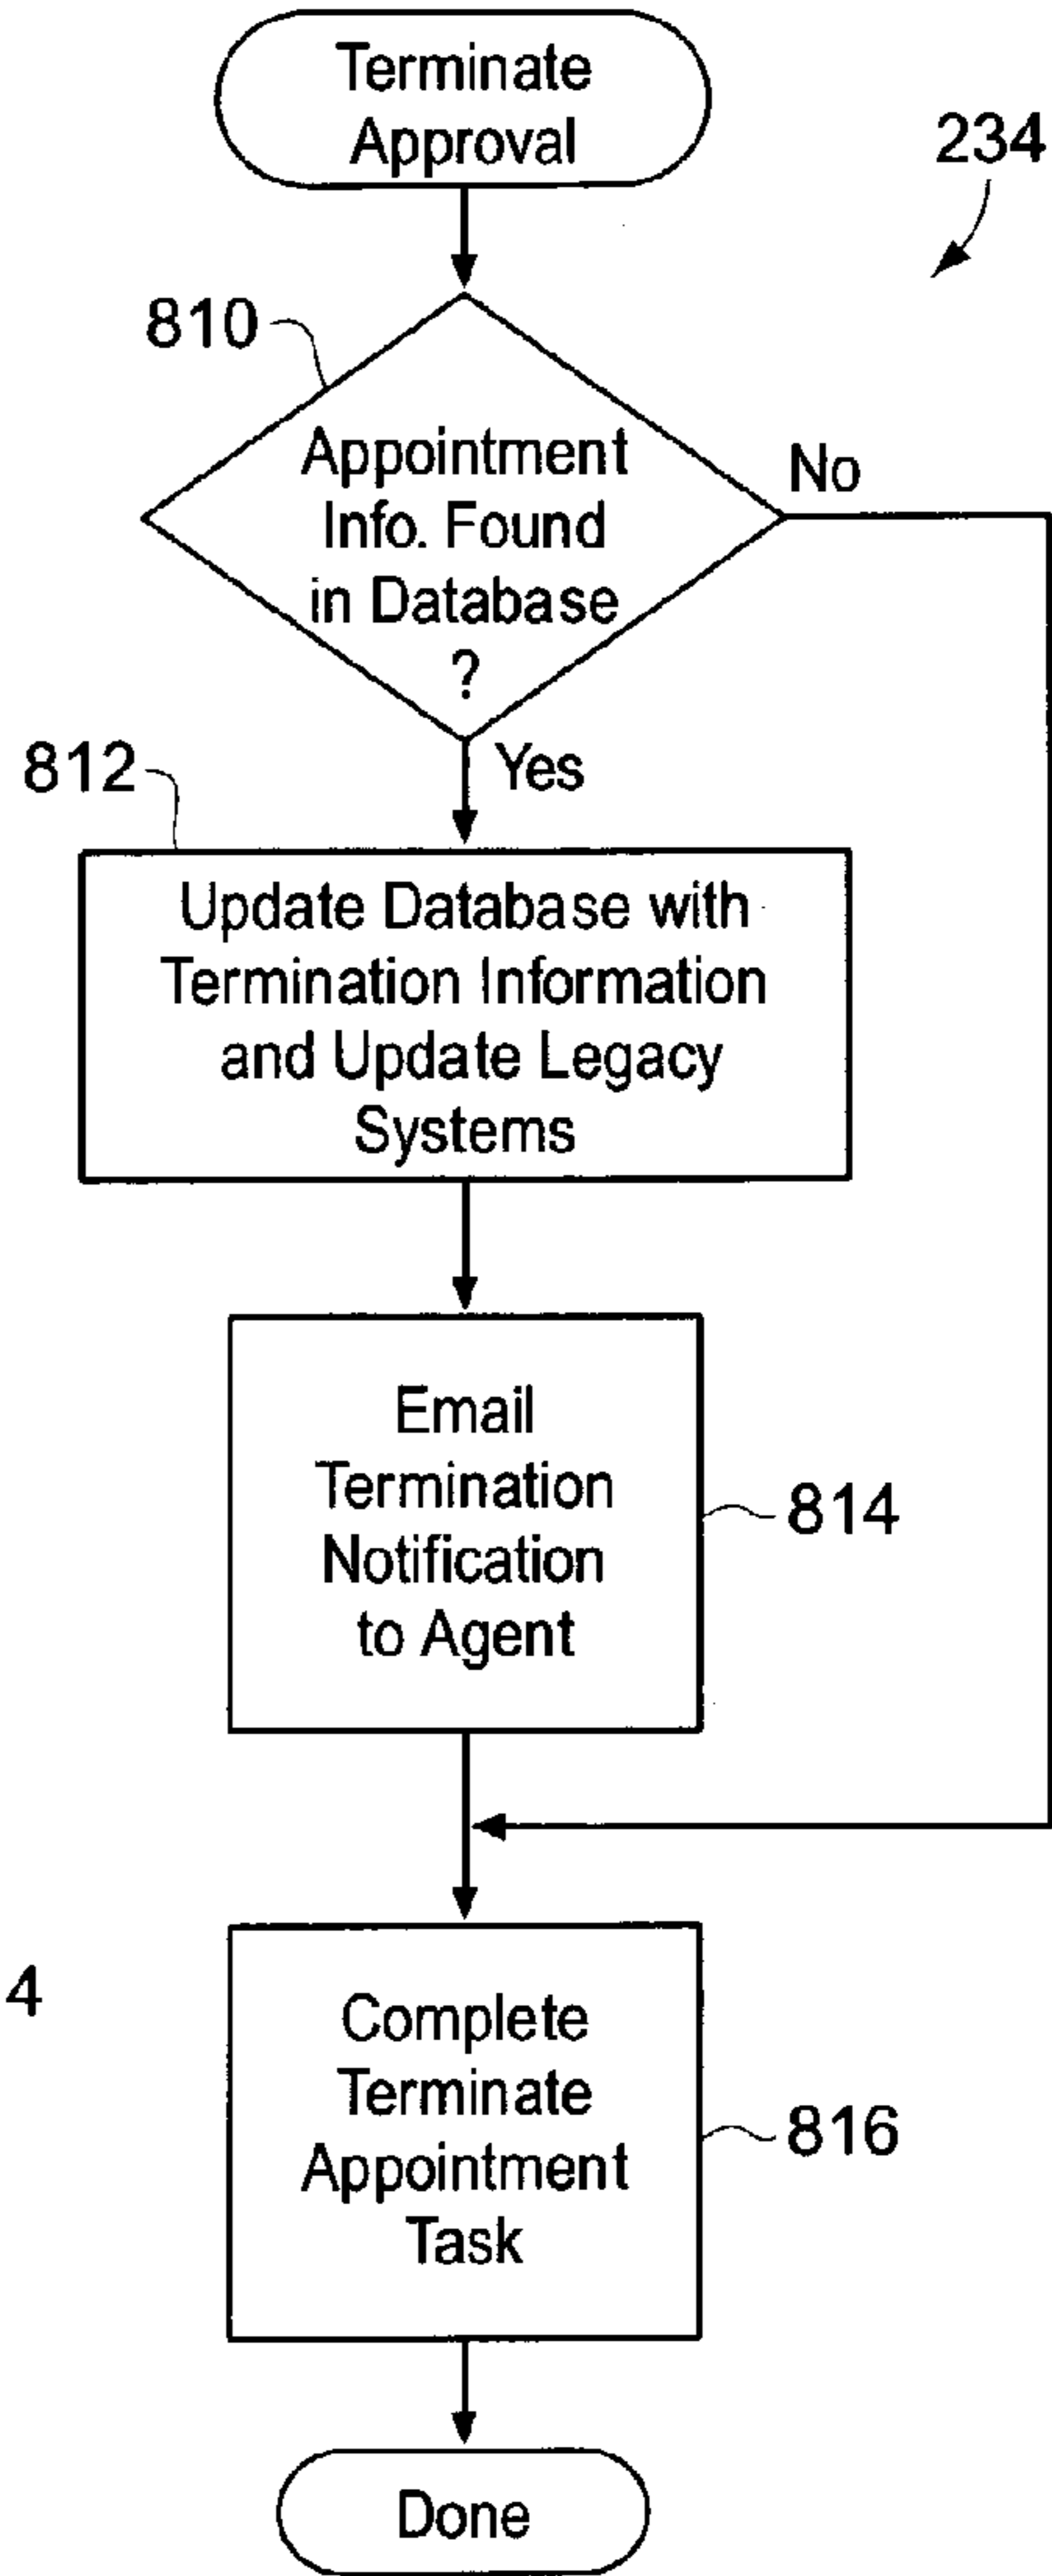 Terminate
Approval
234
810
Appointment
Info. Found
in Database
?
No
Yes
812
Update Database with
Termination Information
and Update Legacy
Systems
Email
Termination
Notification
to Agent
814
4
Complete
Terminate
Appointment
Task
816
Done